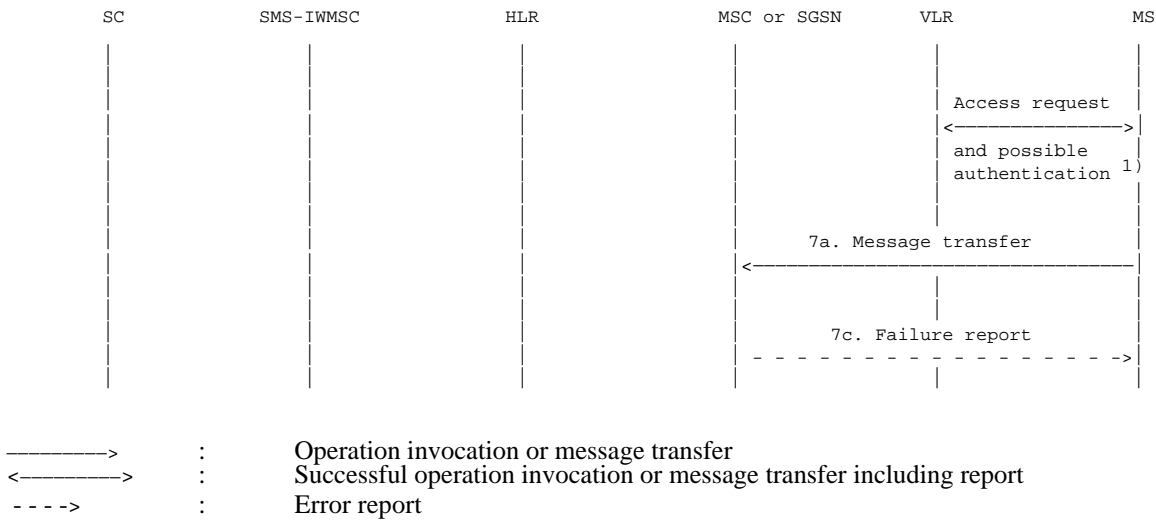 SC SMS-IWMSC HLR MSC or SGSN VLR MS
Access request
and possible
authentication 1)
7a. Message transfer
7c. Failure report
: Operation invocation or message transfer
: Successful operation invocation or message transfer including report
: Error report